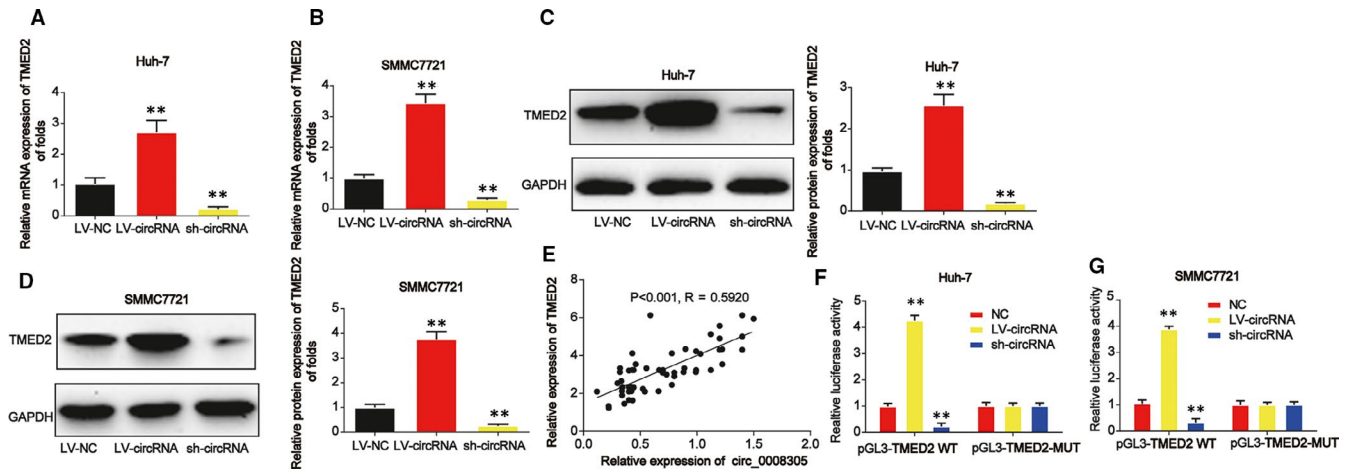 A
Huh-7
Relative mRNA expression of TMED2
of folds
4
3
2
1
0
**
**
LV-NC LV-circRNA sh-circRNA
B
SMMC7721
Relative mRNA expression of TMED2
of folds
4
3
2
1
0
**
**
LV-NC LV-circRNA sh-circRNA
C
Huh-7
TMED2
GAPDH
LV-NC LV-circRNA sh-circRNA
Huh-7
Relative protein expression of TMED2
of folds
3
2
1
0
**
**
LV-NC LV-circRNA sh-circRNA
D
SMMC7721
TMED2
GAPDH
LV-NC LV-circRNA sh-circRNA
SMMC7721
Relative protein expression of TMED2
of folds
5
4
3
2
1
0
**
**
LV-NC LV-circRNA sh-circRNA
E
Relative expression of TMED2
8
6
4
2
0
P<0.001, R = 0.5920
0.0 0.5 1.0 1.5 2.0
Relative expression of circ_0008305
F
Huh-7
Realtive luciferase activity
5
4
3
2
1
0
**
**
NC
LV-circRNA
sh-circRNA
pGL3-TMED2 WT pGL3-TMED2-MUT
G
SMMC7721
Realtive luciferase activity
5
4
3
2
1
0
**
**
NC
LV-circRNA
sh-circRNA
pGL3-TMED2 WT pGL3-TMED2-MUT